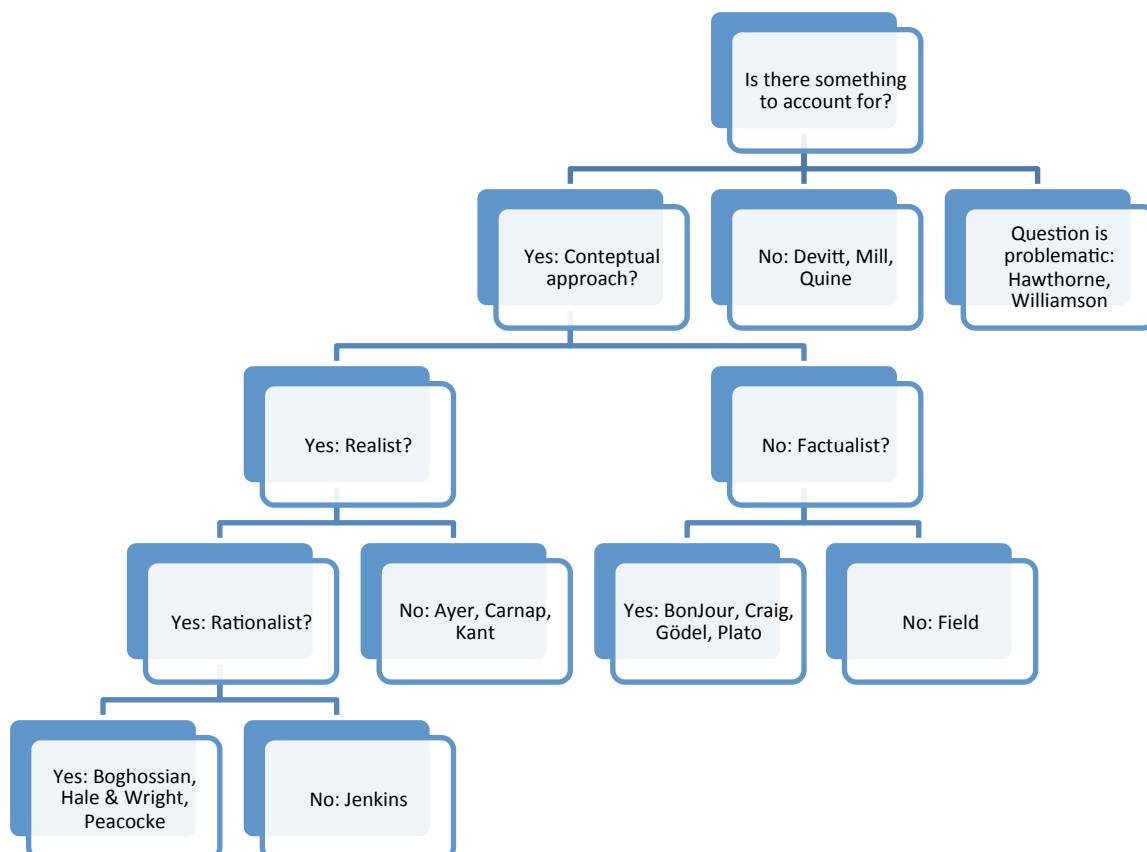 Is there something
to account for?
Yes: Conteptual
approach?
No: Devitt, Mill,
Quine
Question is
problematic:
Hawthorne,
Williamson
Yes: Realist?
No: Factualist?
Yes: Rationalist?
No: Ayer, Carnap,
Kant
Yes: BonJour, Craig,
Gödel, Plato
No: Field
Yes: Boghossian,
Hale & Wright,
Peacocke
No: Jenkins